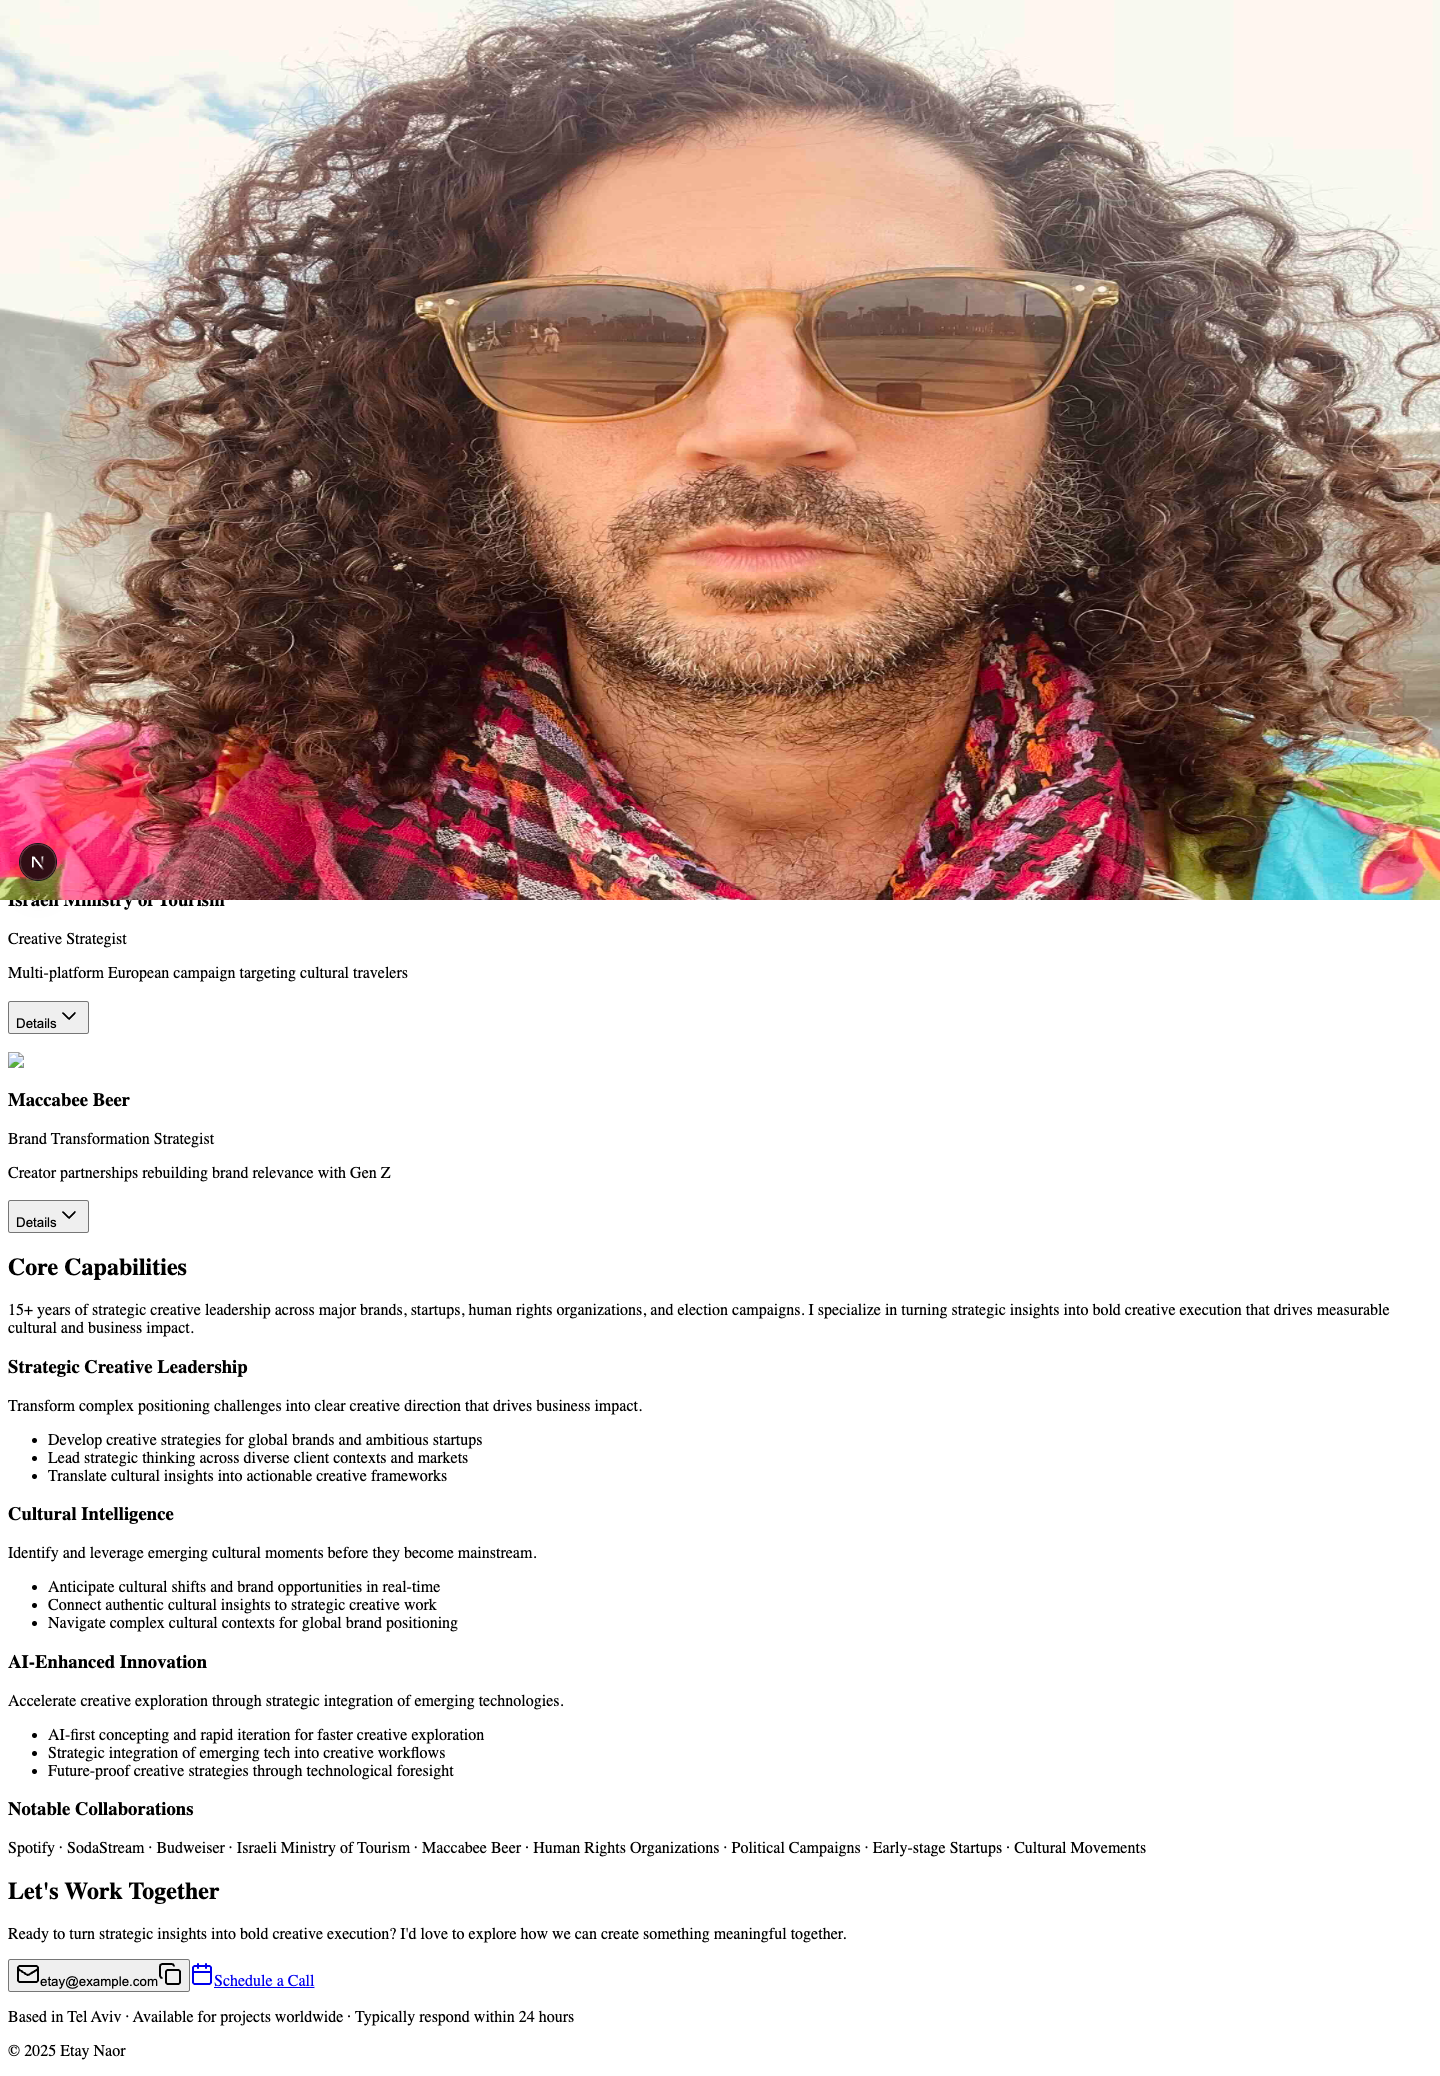 N
Israeli Ministry of Tourism
Creative Strategist
Multi-platform European campaign targeting cultural travelers
Details
Maccabee Beer
Brand Transformation Strategist
Creator partnerships rebuilding brand relevance with Gen Z
Details
Core Capabilities
15+ years of strategic creative leadership across major brands, startups, human rights organizations, and election campaigns. I specialize in turning strategic insights into bold creative execution that drives measurable
cultural and business impact.
Strategic Creative Leadership
Transform complex positioning challenges into clear creative direction that drives business impact.
• Develop creative strategies for global brands and ambitious startups
• Lead strategic thinking across diverse client contexts and markets
• Translate cultural insights into actionable creative frameworks
Cultural Intelligence
Identify and leverage emerging cultural moments before they become mainstream.
• Anticipate cultural shifts and brand opportunities in real-time
• Connect authentic cultural insights to strategic creative work
• Navigate complex cultural contexts for global brand positioning
AI-Enhanced Innovation
Accelerate creative exploration through strategic integration of emerging technologies.
• AI-first concepting and rapid iteration for faster creative exploration
• Strategic integration of emerging tech into creative workflows
• Future-proof creative strategies through technological foresight
Notable Collaborations
Spotify · SodaStream · Budweiser · Israeli Ministry of Tourism · Maccabee Beer · Human Rights Organizations · Political Campaigns · Early-stage Startups · Cultural Movements
Let's Work Together
Ready to turn strategic insights into bold creative execution? I'd love to explore how we can create something meaningful together.
etay@example.com Schedule a Call
Based in Tel Aviv · Available for projects worldwide · Typically respond within 24 hours
© 2025 Etay Naor